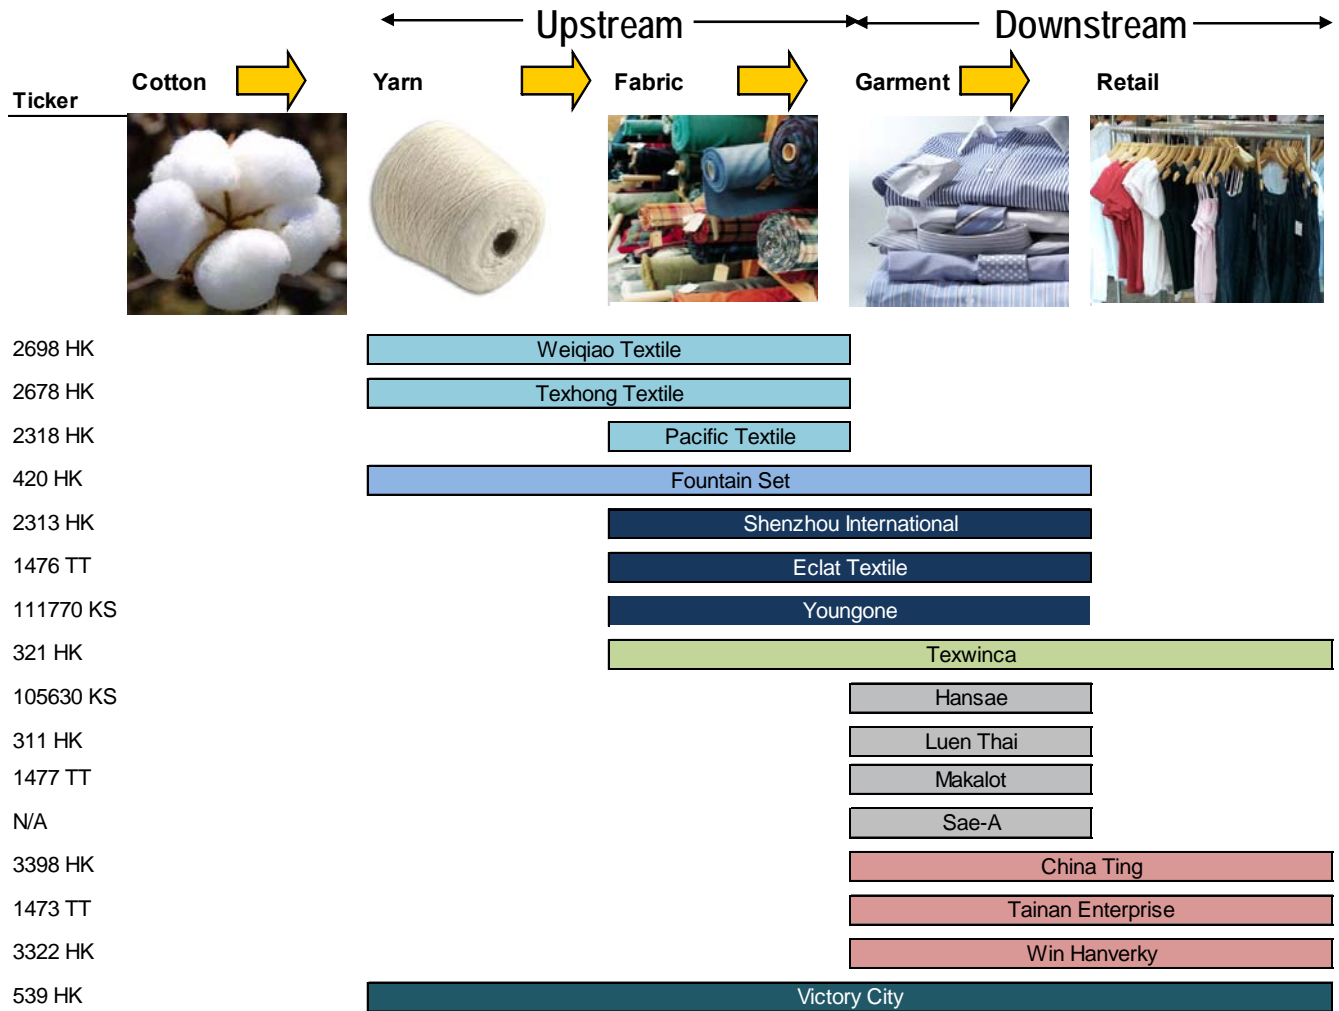 Upstream Downstream
Ticker Cotton Yarn Fabric Garment Retail
2698 HK Weiqiao Textile
2678 HK Texhong Textile
2318 HK Pacific Textile
420 HK Fountain Set
2313 HK Shenzhou International
1476 TT Eclat Textile
111770 KS Youngone
321 HK Texwinca
105630 KS Hansae
311 HK Luen Thai
1477 TT Makalot
N/A Sae-A
3398 HK China Ting
1473 TT Tainan Enterprise
3322 HK Win Hanverky
539 HK Victory City